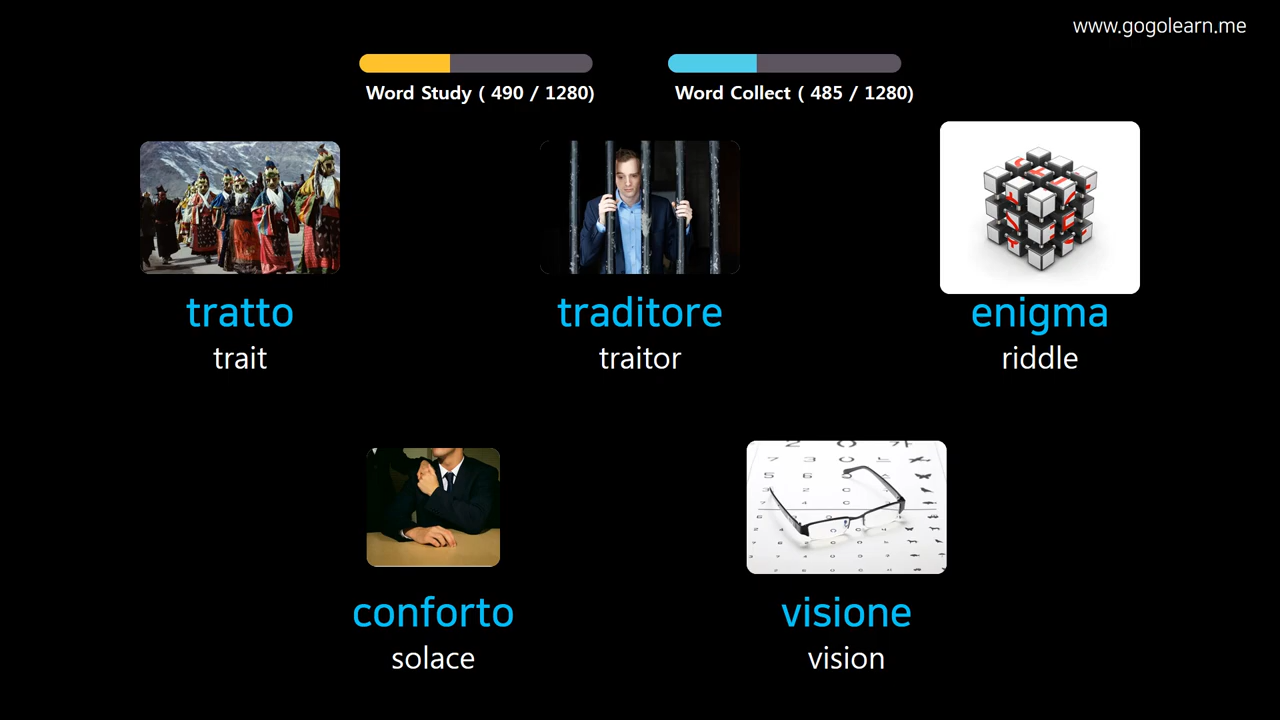 www.gogolearn.me
Word Study ( 490 / 1280)
Word Collect ( 485 / 1280)
tratto
trait
traditore
traitor
enigma
riddle
conforto
solace
visione
vision